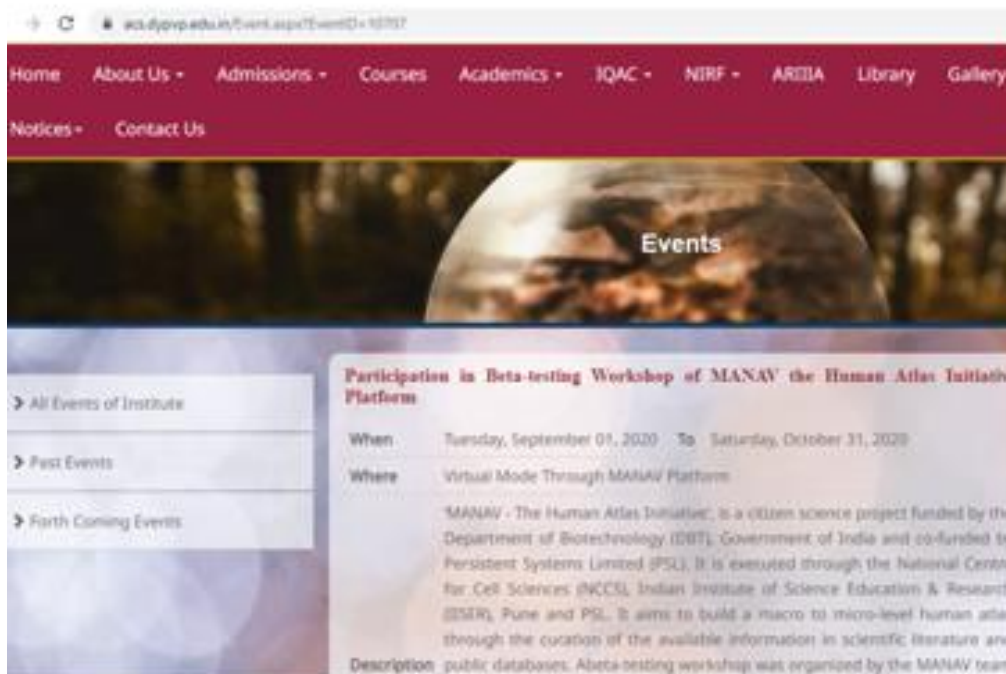 acs.dypvp.edu.in/Event.aspx?EventID=10707
Home About Us Admissions Courses Academics IQAC NIRF ARIIA Library Gallery
Notices Contact Us
Events
Participation in Beta-testing Workshop of MANAV the Human Atlas Initiative
Platform
All Events of Institute
When Tuesday, September 01, 2020 To Saturday, October 31, 2020
Past Events
Where Virtual Mode Through MANAV Platform
Forth Coming Events
'MANAV - The Human Atlas Initiative', is a citizen science project funded by the
Department of Biotechnology (DBT), Government of India and co-funded b
Persistent Systems Limited (PSL). It is executed through the National Centr
for Cell Sciences (NCCS), Indian Institute of Science Education & Research
(IISER), Pune and PSL. It aims to build a macro to micro-level human atla
through the curation of the available information in scientific literature and
Description public databases. Abeta-testing workshop was organized by the MANAV team